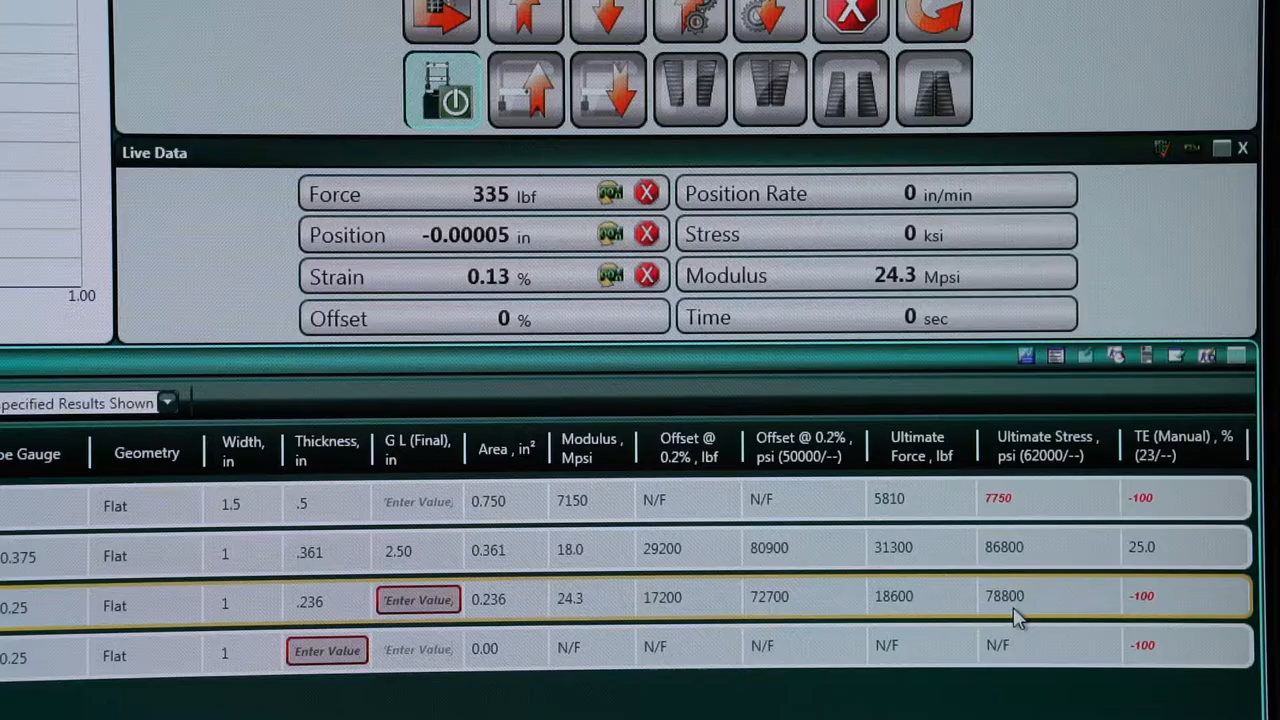 Live Data
X
Force 335 lbf
Position Rate 0 in/min
Position -0.00005 in
Stress 0 ksi
Strain 0.13 %
Modulus 24.3 Mpsi
Offset 0 %
Time 0 sec
1.00
pecified Results Shown
pe Gauge Geometry Width, in Thickness, in G L (Final), in Area , in² Modulus , Mpsi Offset @ 0.2% , lbf Offset @ 0.2% , psi (50000/--) Ultimate Force , lbf Ultimate Stress , psi (62000/--) TE (Manual) , % (23/--)
Flat 1.5 .5 'Enter Value, 0.750 7150 N/F N/F 5810 7750 -100
0.375 Flat 1 .361 2.50 0.361 18.0 29200 80900 31300 86800 25.0
0.25 Flat 1 .236 'Enter Value, 0.236 24.3 17200 72700 18600 78800 -100
0.25 Flat 1 Enter Value 'Enter Value, 0.00 N/F N/F N/F N/F N/F -100